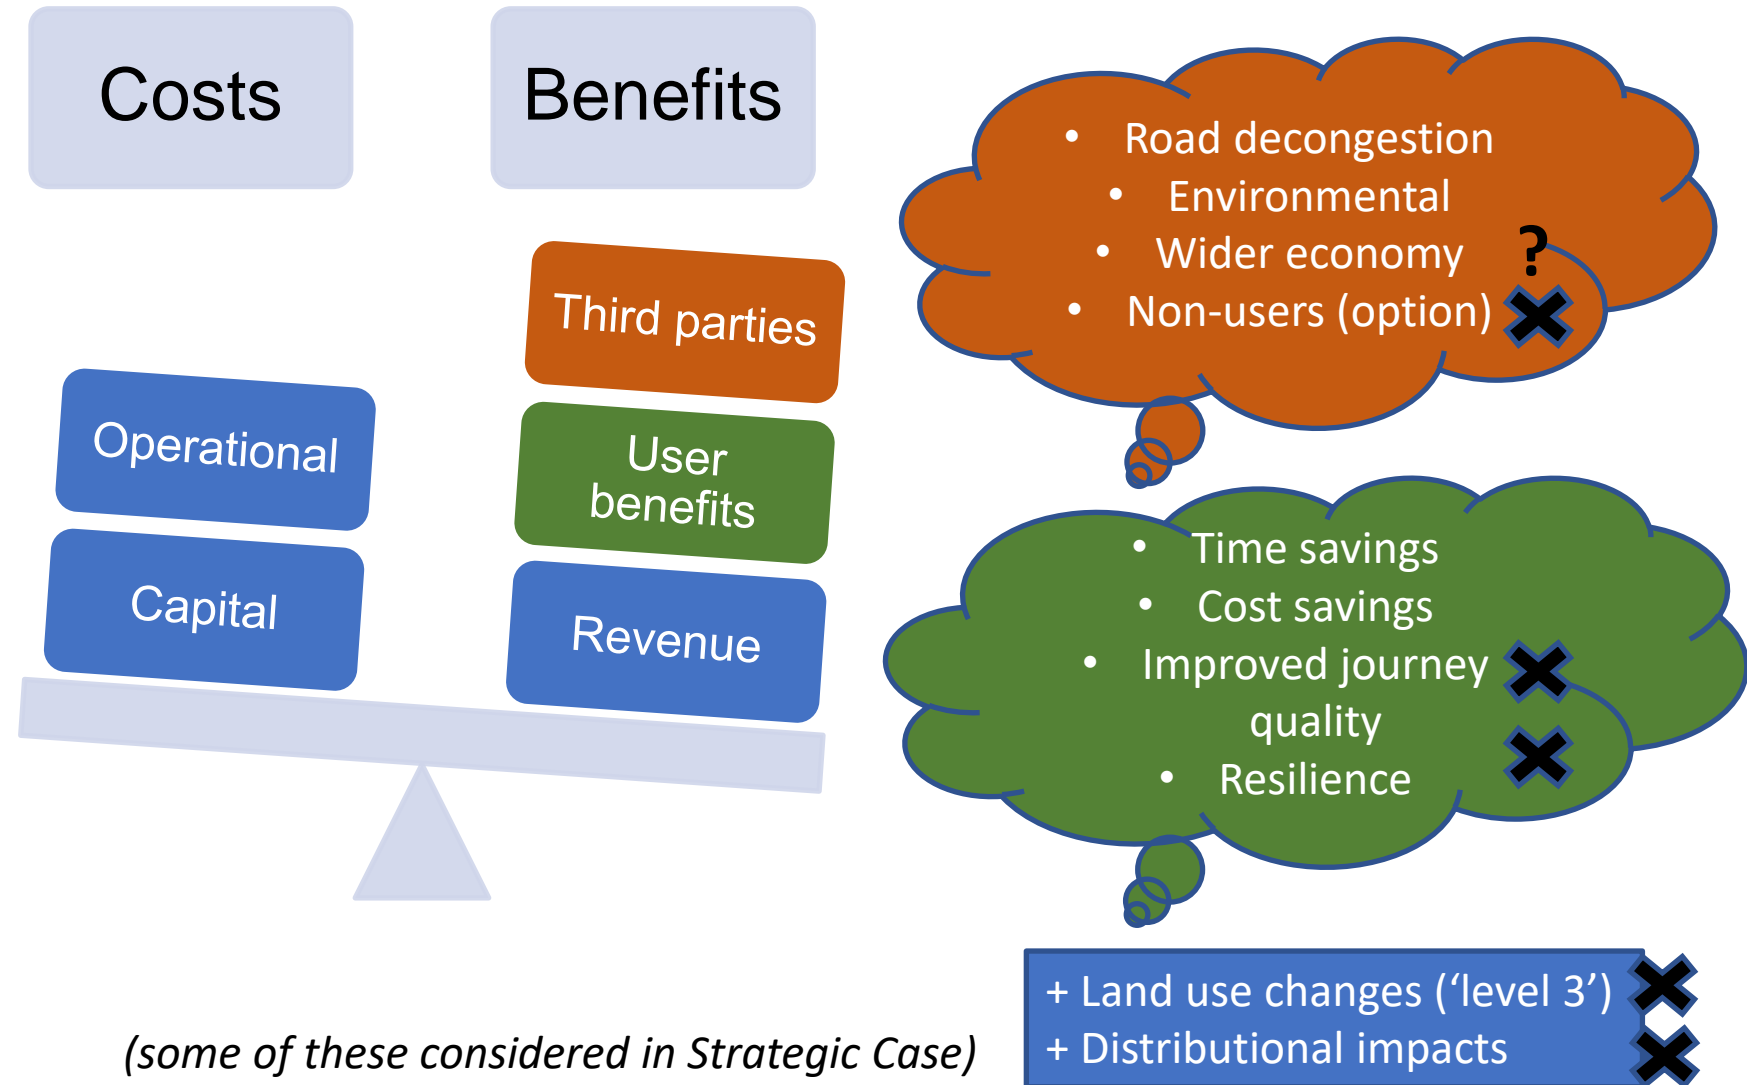 Costs
Benefits
Third parties
User
benefits
Revenue
Operational
Capital
• Road decongestion
• Environmental
• Wider economy ?
• Non-users (option)
• Time savings
• Cost savings
• Improved journey
quality
• Resilience
+ Land use changes (‘level 3’)
+ Distributional impacts
(some of these considered in Strategic Case)